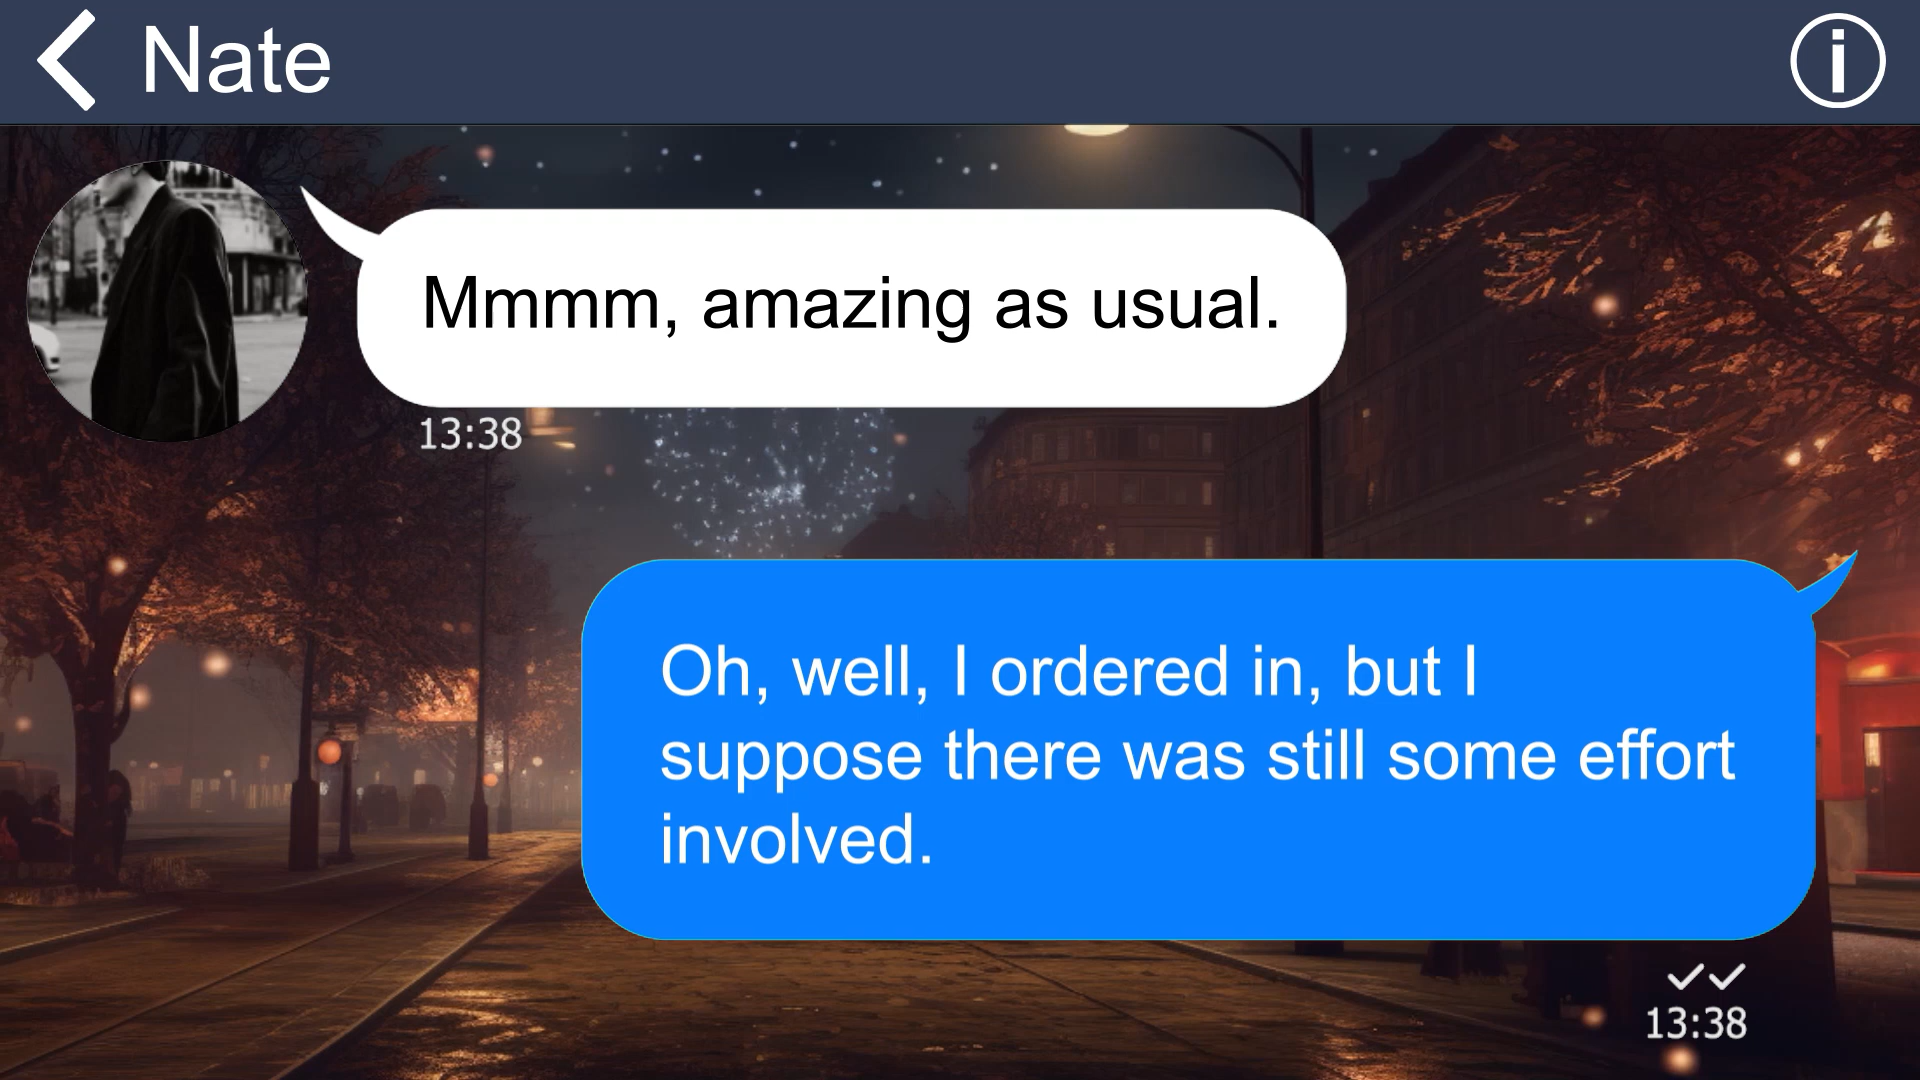 Nate
Mmmm, amazing as usual.
13:38
Oh, well, I ordered in, but I
suppose there was still some effort
involved.
13:38